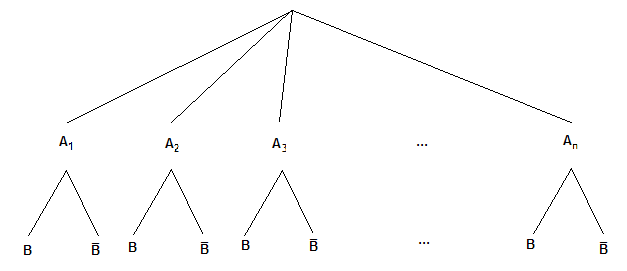 A₁ A₂ A₃ ... Aₙ
B B̅ B B̅ B B̅ ... B B̅